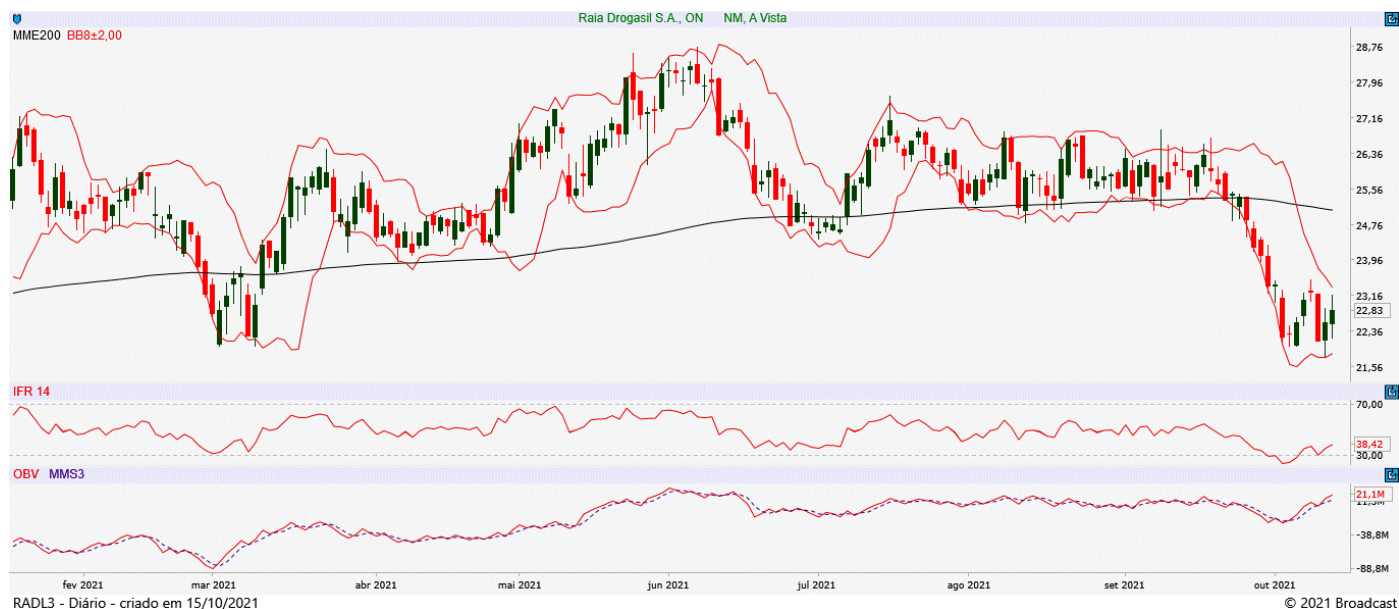 Raia Drogasil S.A., ON NM, A Vista
MME200 BB8±2,00
28,76
27,96
27,16
26,36
25,56
24,76
23,96
23,16
22,83
22,36
21,56
IFR 14
70,00
38,42
30,00
OBV MMS3
21,1M
-38,8M
-88,8M
fev 2021 mar 2021 abr 2021 mai 2021 jun 2021 jul 2021 ago 2021 set 2021 out 2021
RADL3 - Diário - criado em 15/10/2021 © 2021 Broadcast